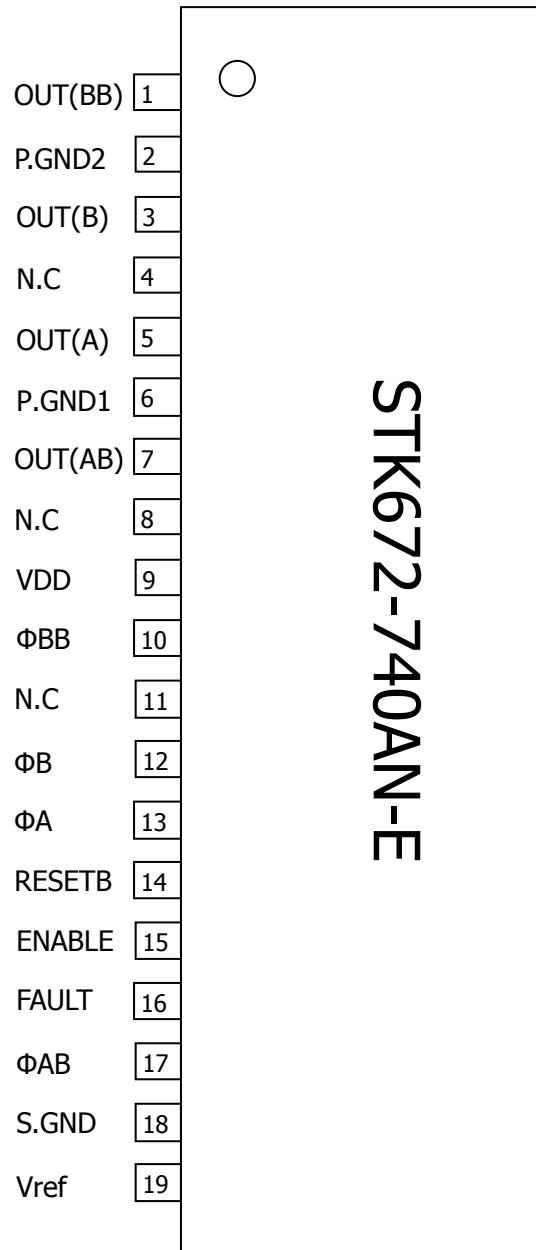 OUT(BB) 1
P.GND2 2
OUT(B) 3
N.C 4
OUT(A) 5
P.GND1 6
OUT(AB) 7
N.C 8
VDD 9
ΦBB 10
N.C 11
ΦB 12
ΦA 13
RESETB 14
ENABLE 15
FAULT 16
ΦAB 17
S.GND 18
Vref 19
STK672-740AN-E